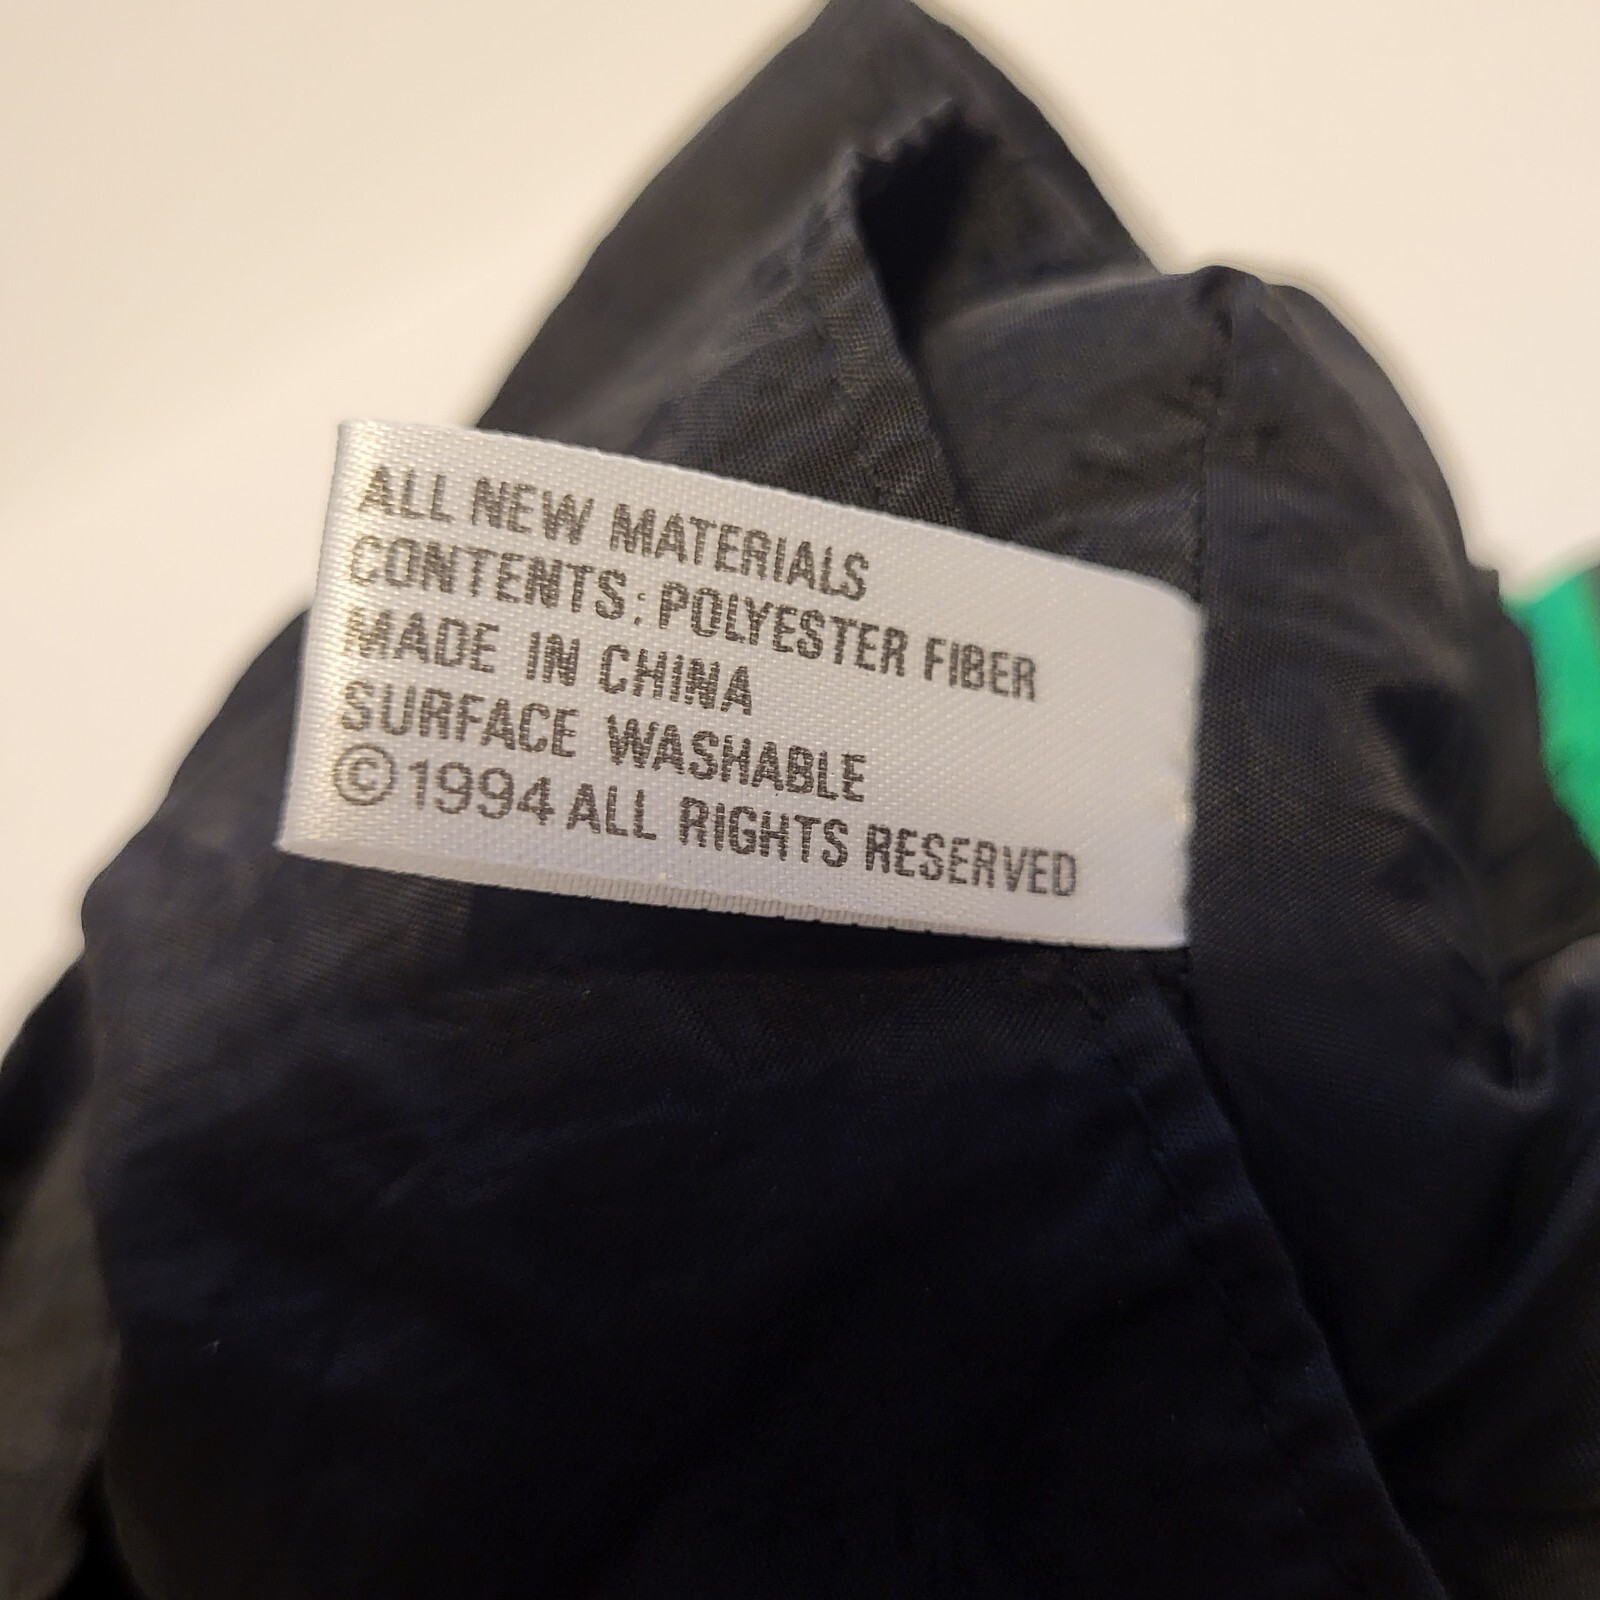 ALL NEW MATERIALS
CONTENTS: POLYESTER FIBER
MADE IN CHINA
SURFACE WASHABLE
©1994 ALL RIGHTS RESERVED